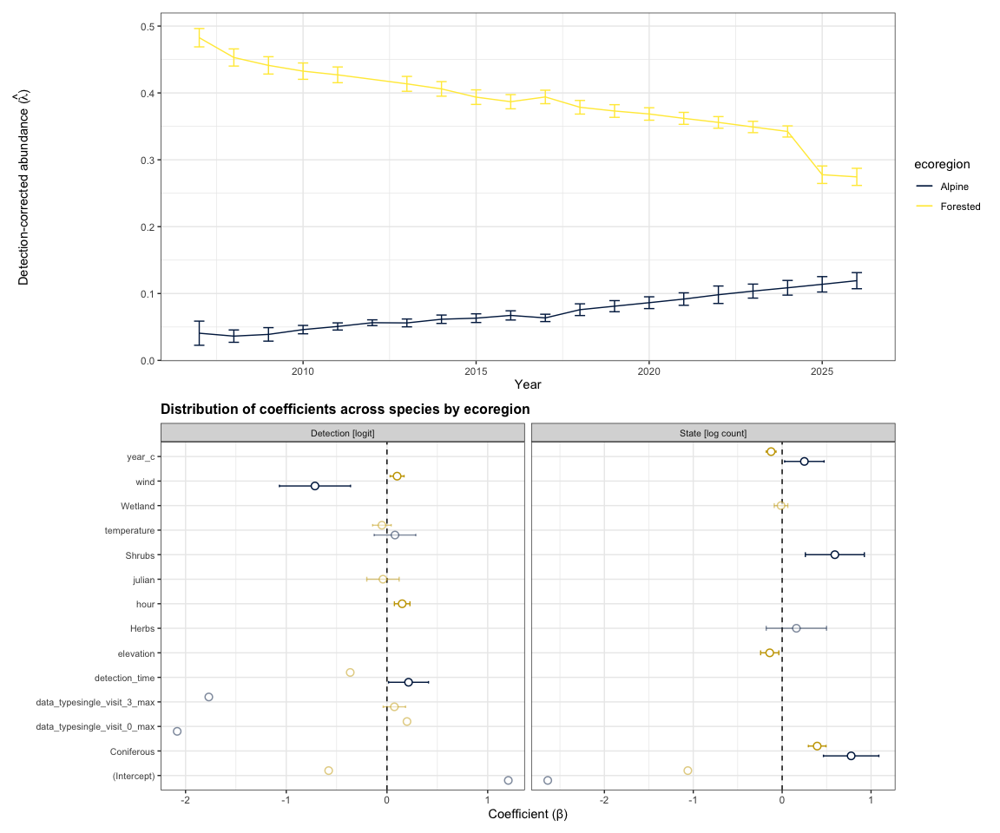 0.5
0.4
0.3
0.2
0.1
0.0
Detection-corrected abundance (λ̂)
2010
2015
2020
2025
Year
ecoregion
Alpine
Forested
Distribution of coefficients across species by ecoregion
Detection [logit]
State [log count]
year_c
wind
Wetland
temperature
Shrubs
julian
hour
Herbs
elevation
detection_time
data_typesingle_visit_3_max
data_typesingle_visit_0_max
Coniferous
(Intercept)
-2 -1 0 1
-2 -1 0 1
Coefficient (β)